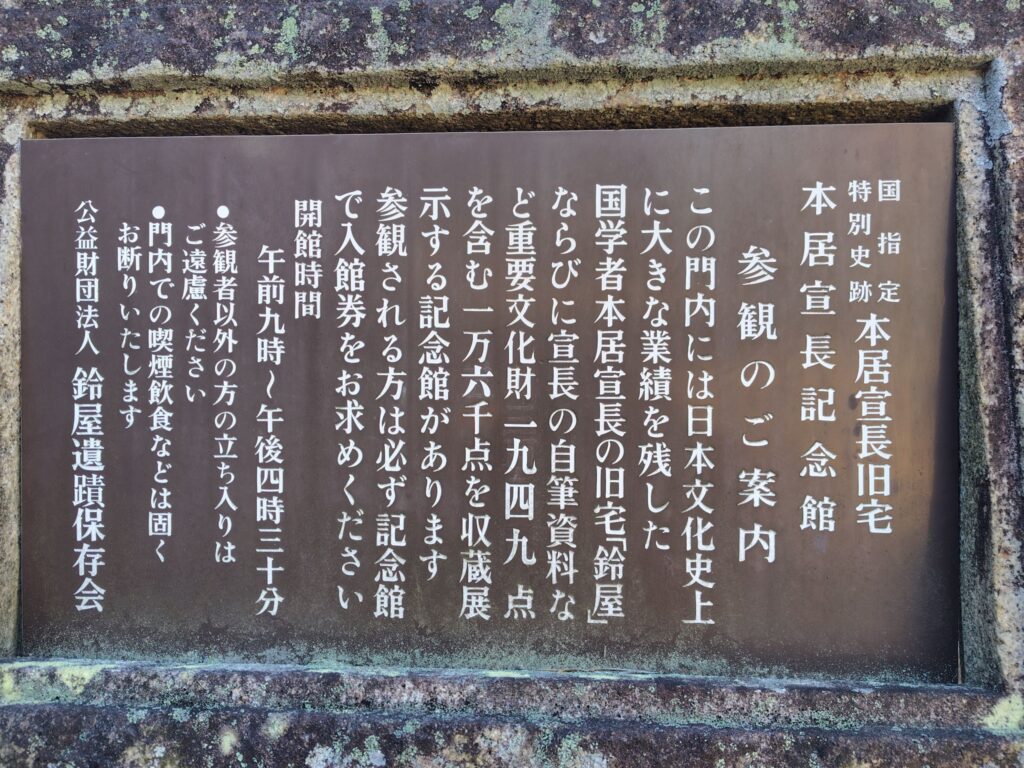 国指定
特別史跡 本居宣長旧宅
本居宣長記念館
参観のご案内
この門内には日本文化史上
に大きな業績を残した
国学者本居宣長の旧宅「鈴屋」
ならびに宣長の自筆資料な
ど重要文化財二九四九点
を含む一万六千点を収蔵展
示する記念館があります
参観される方は必ず記念館
で入館券をお求めください
開館時間
午前九時〜午後四時三十分
●参観者以外の方の立ち入りは
ご遠慮ください
●門内での喫煙飲食などは固く
お断りいたします
公益財団法人 鈴屋遺蹟保存会